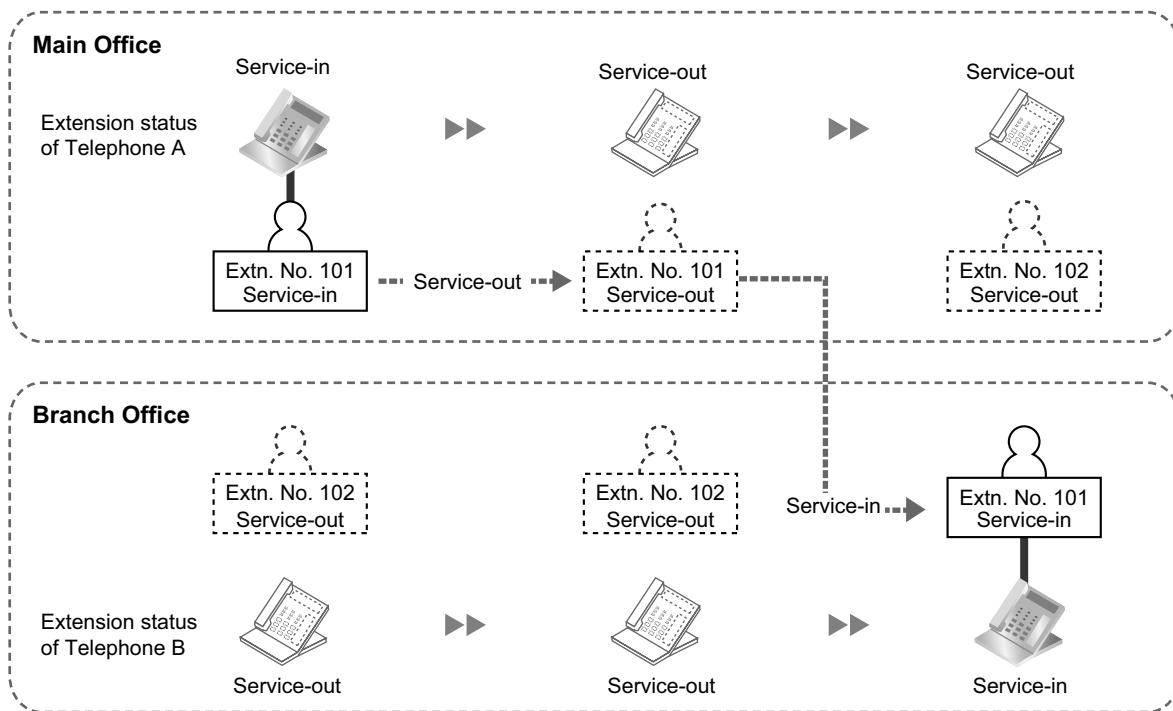 Main Office
Service-in
Service-out
Service-out
Extension status
of Telephone A
Extn. No. 101
Service-in
Service-out
Extn. No. 101
Service-out
Extn. No. 102
Service-out
Branch Office
Extn. No. 102
Service-out
Extn. No. 102
Service-out
Service-in
Extn. No. 101
Service-in
Extension status
of Telephone B
Service-out
Service-out
Service-in